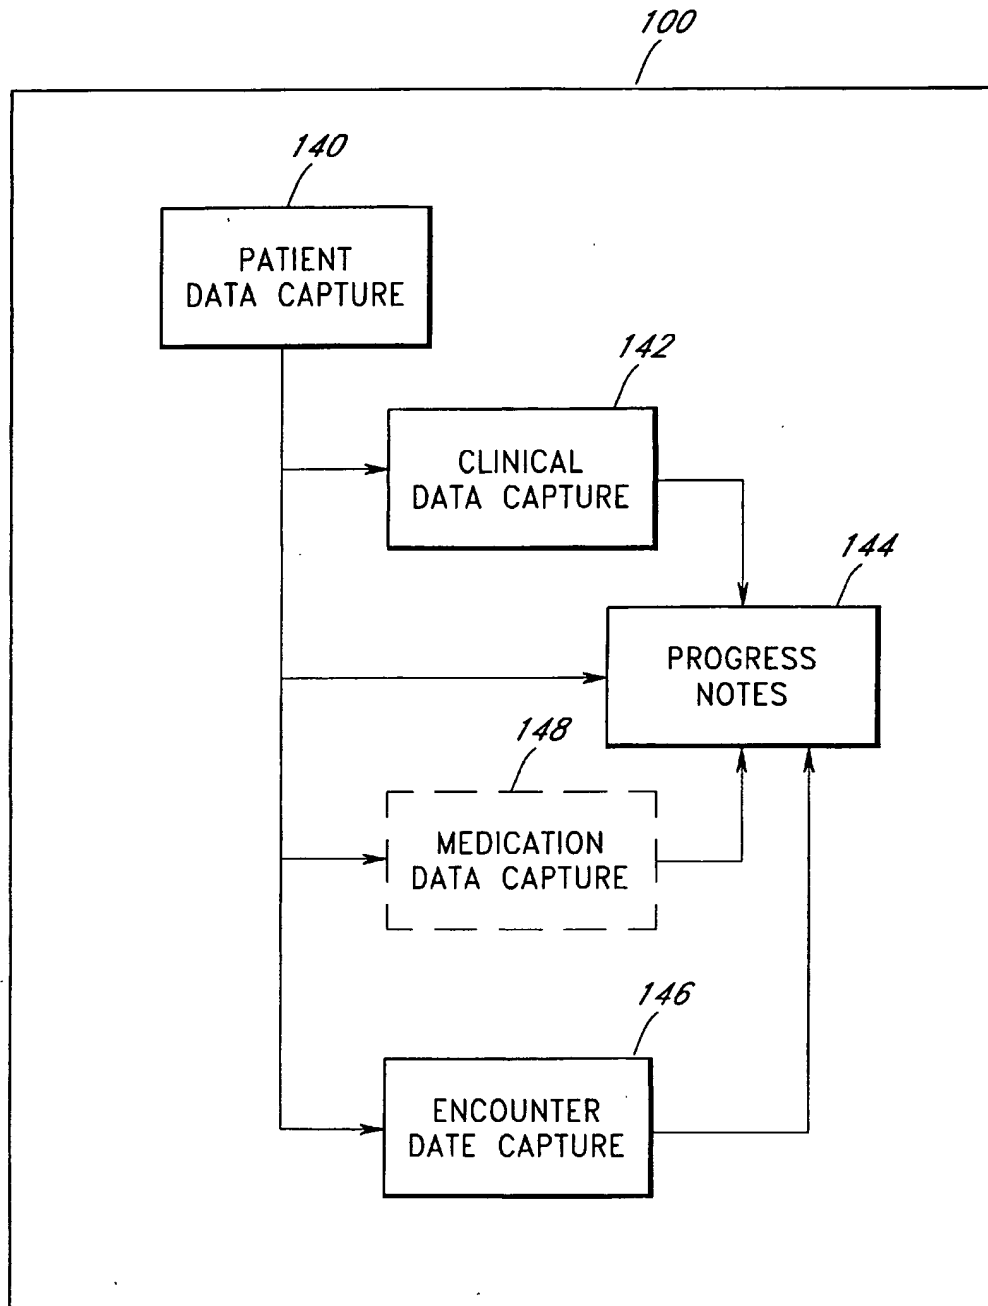 100
140
PATIENT
DATA CAPTURE
142
CLINICAL
DATA CAPTURE
144
PROGRESS
NOTES
148
MEDICATION
DATA CAPTURE
146
ENCOUNTER
DATE CAPTURE